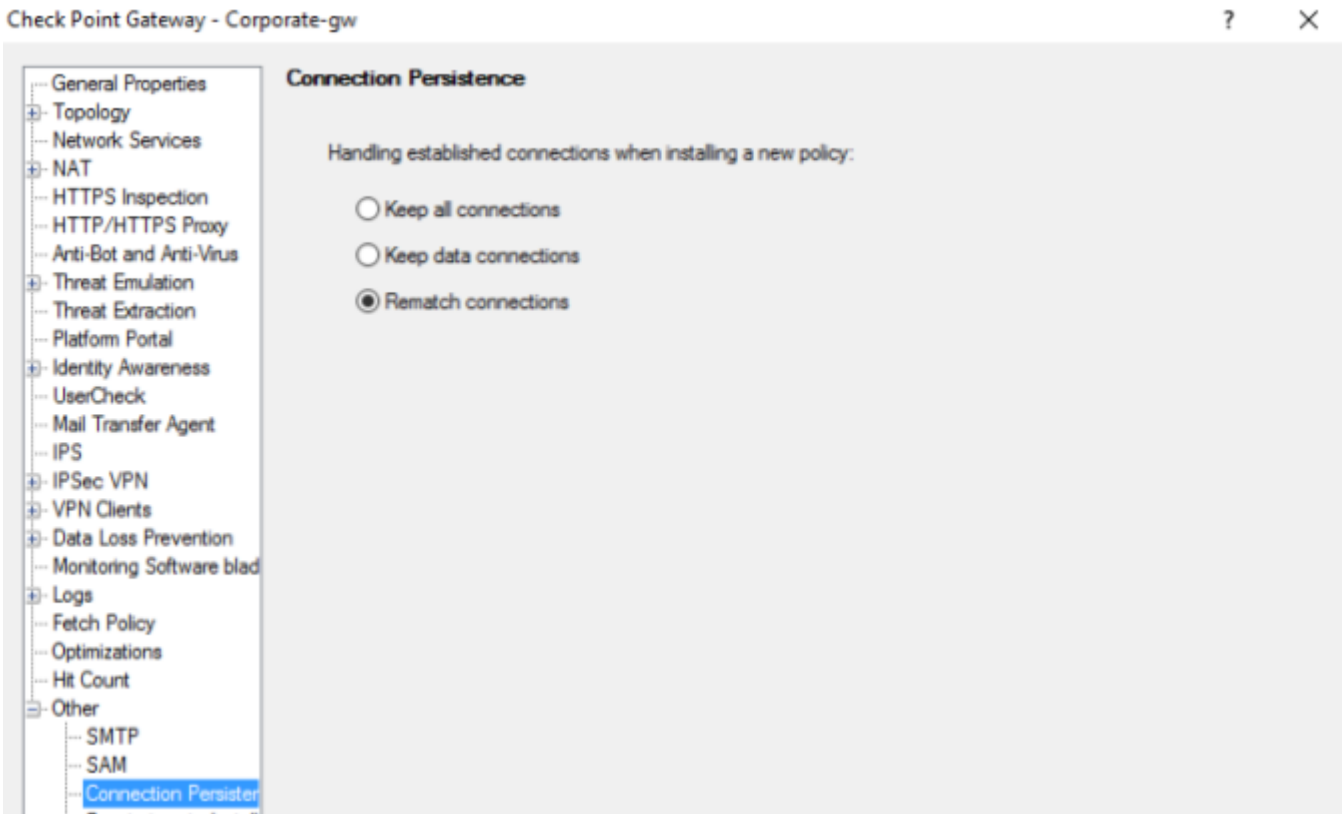 Check Point Gateway - Corporate-gw ? ×
General Properties
Topology
Network Services
NAT
HTTPS Inspection
HTTP/HTTPS Proxy
Anti-Bot and Anti-Virus
Threat Emulation
Threat Extraction
Platform Portal
Identity Awareness
UserCheck
Mail Transfer Agent
IPS
IPSec VPN
VPN Clients
Data Loss Prevention
Monitoring Software blad
Logs
Fetch Policy
Optimizations
Hit Count
Other
SMTP
SAM
Connection Persister
Connection Persistence
Handling established connections when installing a new policy:
Keep all connections
Keep data connections
Rematch connections